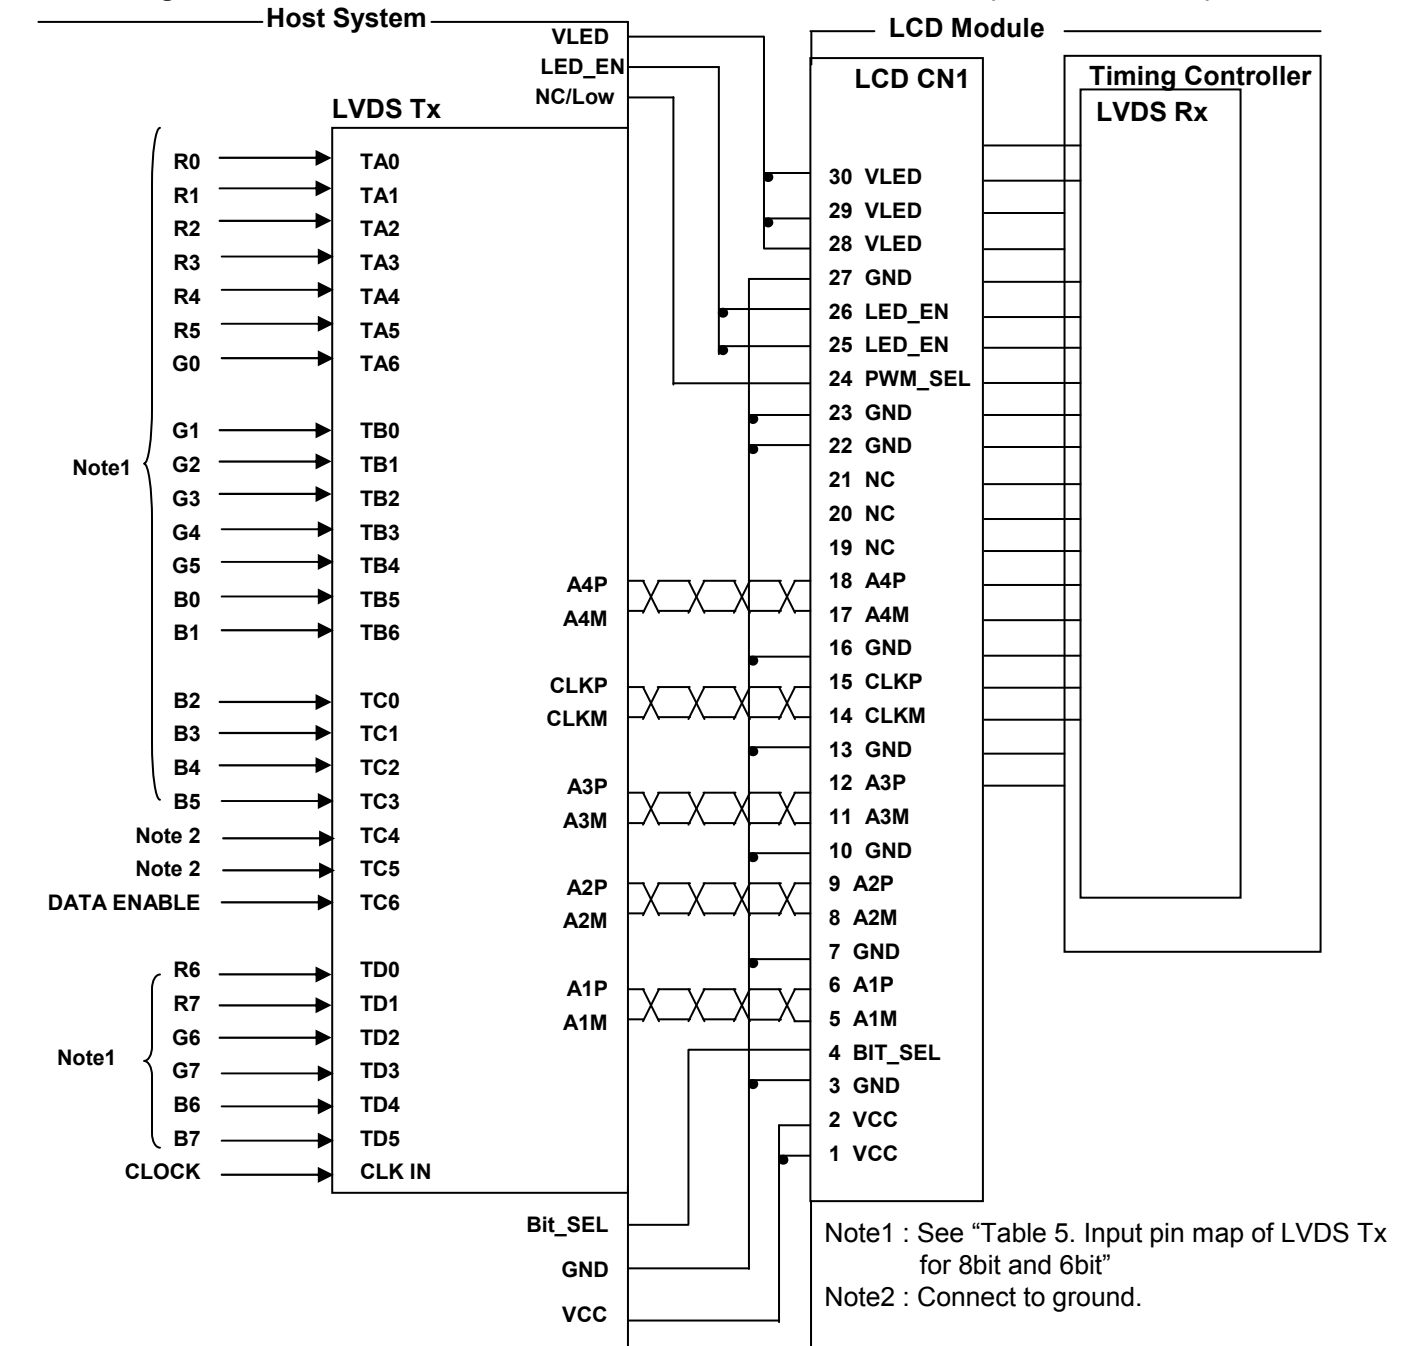 Host System
LCD Module
VLED
LED_EN
NC/Low
LCD CN1
Timing Controller
LVDS Rx
LVDS Tx
R0 TA0
R1 TA1
R2 TA2
R3 TA3
R4 TA4
R5 TA5
G0 TA6
G1 TB0
Note1
G2 TB1
G3 TB2
G4 TB3
G5 TB4
B0 TB5
B1 TB6
B2 TC0
B3 TC1
B4 TC2
B5 TC3
Note 2 TC4
Note 2 TC5
DATA ENABLE TC6
R6 TD0
R7 TD1
G6 TD2
Note1
G7 TD3
B6 TD4
B7 TD5
CLOCK CLK IN
A4P
A4M
CLKP
CLKM
A3P
A3M
A2P
A2M
A1P
A1M
Bit_SEL
GND
VCC
30 VLED
29 VLED
28 VLED
27 GND
26 LED_EN
25 LED_EN
24 PWM_SEL
23 GND
22 GND
21 NC
20 NC
19 NC
18 A4P
17 A4M
16 GND
15 CLKP
14 CLKM
13 GND
12 A3P
11 A3M
10 GND
9 A2P
8 A2M
7 GND
6 A1P
5 A1M
4 BIT_SEL
3 GND
2 VCC
1 VCC
Note1 : See “Table 5. Input pin map of LVDS Tx
for 8bit and 6bit”
Note2 : Connect to ground.